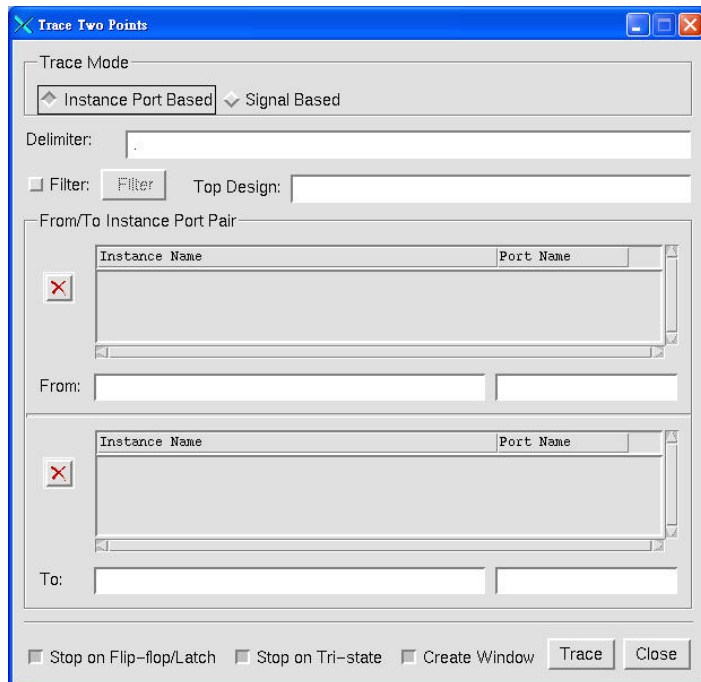 Trace Two Points
Trace Mode
Instance Port Based Signal Based
Delimiter: .
Filter: Filter Top Design:
From/To Instance Port Pair
Instance Name Port Name
From:
Instance Name Port Name
To:
Stop on Flip-flop/Latch Stop on Tri-state Create Window Trace Close